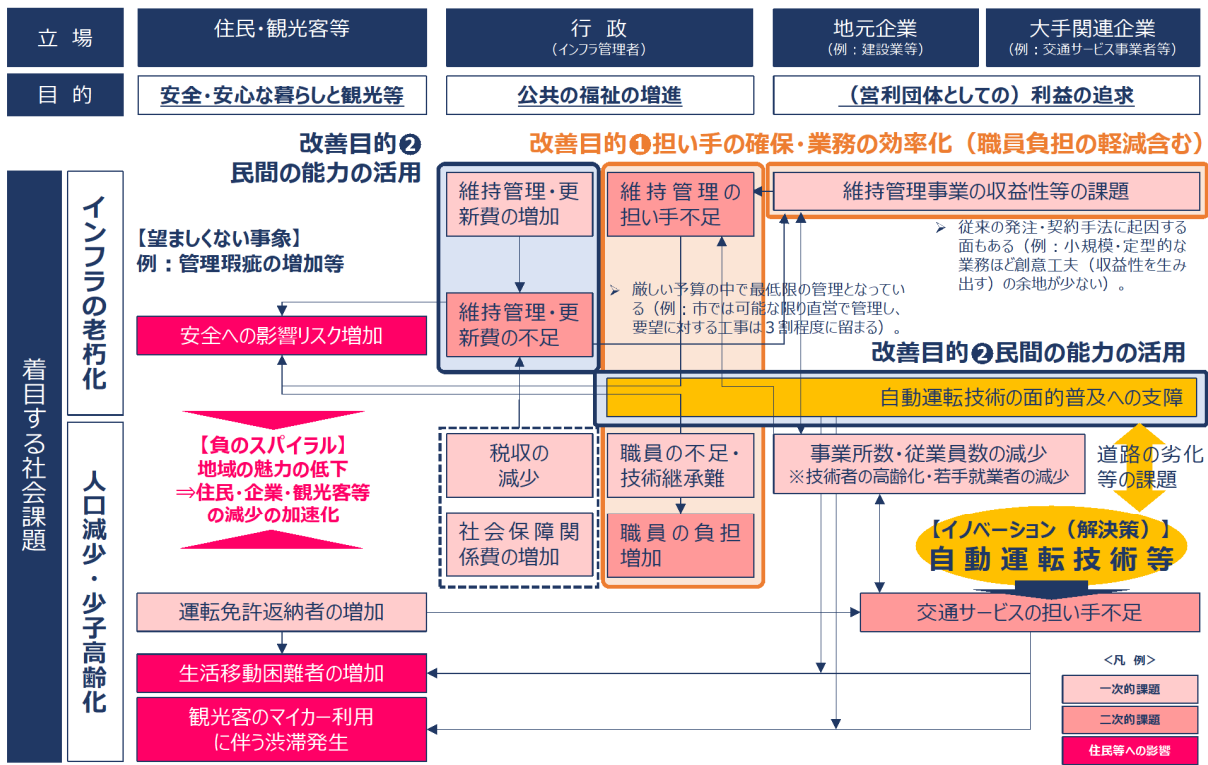 立 場
住民・観光客等
行 政
（インフラ管理者）
地元企業
（例：建設業等）
大手関連企業
（例：交通サービス事業者等）
目 的
安全・安心な暮らしと観光等
公共の福祉の増進
（営利団体としての）利益の追求
改善目的❷
民間の能力の活用
改善目的❶担い手の確保・業務の効率化（職員負担の軽減含む）
着目する社会課題
インフラの老朽化
維持管理・更
新費の増加
維持管理の
担い手不足
維持管理事業の収益性等の課題
➢ 従来の発注・契約手法に起因する
面もある（例：小規模・定型的な
業務ほど創意工夫（収益性を生み
出す）の余地が少ない）。
【望ましくない事象】
例：管理瑕疵の増加等
➢ 厳しい予算の中で最低限の管理となってい
る（例：市では可能な限り直営で管理し、
要望に対する工事は３割程度に留まる）。
安全への影響リスク増加
維持管理・更
新費の不足
改善目的❷民間の能力の活用
自動運転技術の面的普及への支障
人口減少・少子高齢化
【負のスパイラル】
地域の魅力の低下
⇒住民・企業・観光客等
の減少の加速化
税収の
減少
職員の不足・
技術継承難
事業所数・従業員数の減少
※技術者の高齢化・若手就業者の減少
道路の劣化
等の課題
社会保障関
係費の増加
職員の負担
増加
【イノベーション（解決策）】
自動運転技術等
運転免許返納者の増加
交通サービスの担い手不足
生活移動困難者の増加
観光客のマイカー利用
に伴う渋滞発生
＜凡 例＞
一次的課題
二次的課題
住民等への影響